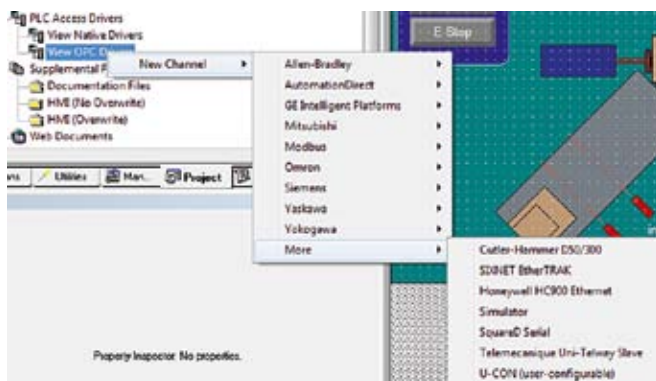 PLC Access Drivers
View Native Drivers
View OPC Drivers
Supplemental
Documentation Files
HMI (No Overwrite)
HMI (Overwrite)
Web Documents
Utilities
Man...
Project
Property Inspector: No properties.
New Channel
Allen-Bradley
AutomationDirect
GE Intelligent Platforms
Mitsubishi
Modbus
Omron
Siemens
Yaskawa
Yokogawa
More
Cutler-Hammer D50/300
SIXNET EtherTRAK
Honeywell HC900 Ethernet
Simulator
SquareD Serial
Telemecanique Uni-Telway Slave
U-CON (user-configurable)
E Stop